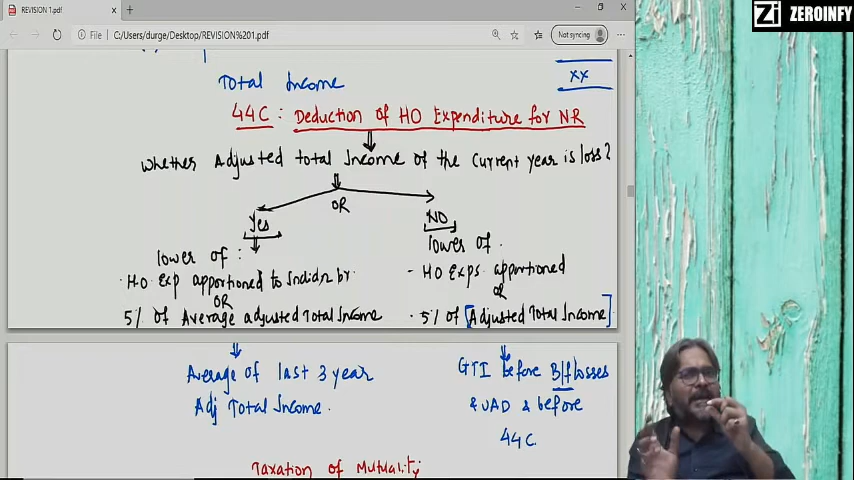 REVISION 1.pdf
File
C:/Users/durge/Desktop/REVISION%201.pdf
Not syncing
Zi ZEROINFY
Total Income
XX
44C : Deduction of HO Expenditure for NR
Whether Adjusted total Income of the Current year is loss?
OR
Yes
NO
lower of :
lower of.
· HO Exp apportioned to Indian br
- HO Exps apportioned
OR
OR
5% of Average adjusted Total Income
· 5% of [Adjusted Total Income]
Average of last 3 year
Adj Total Income.
GTI before B/f losses
& UAD & before
44C
Taxation of Mutuality